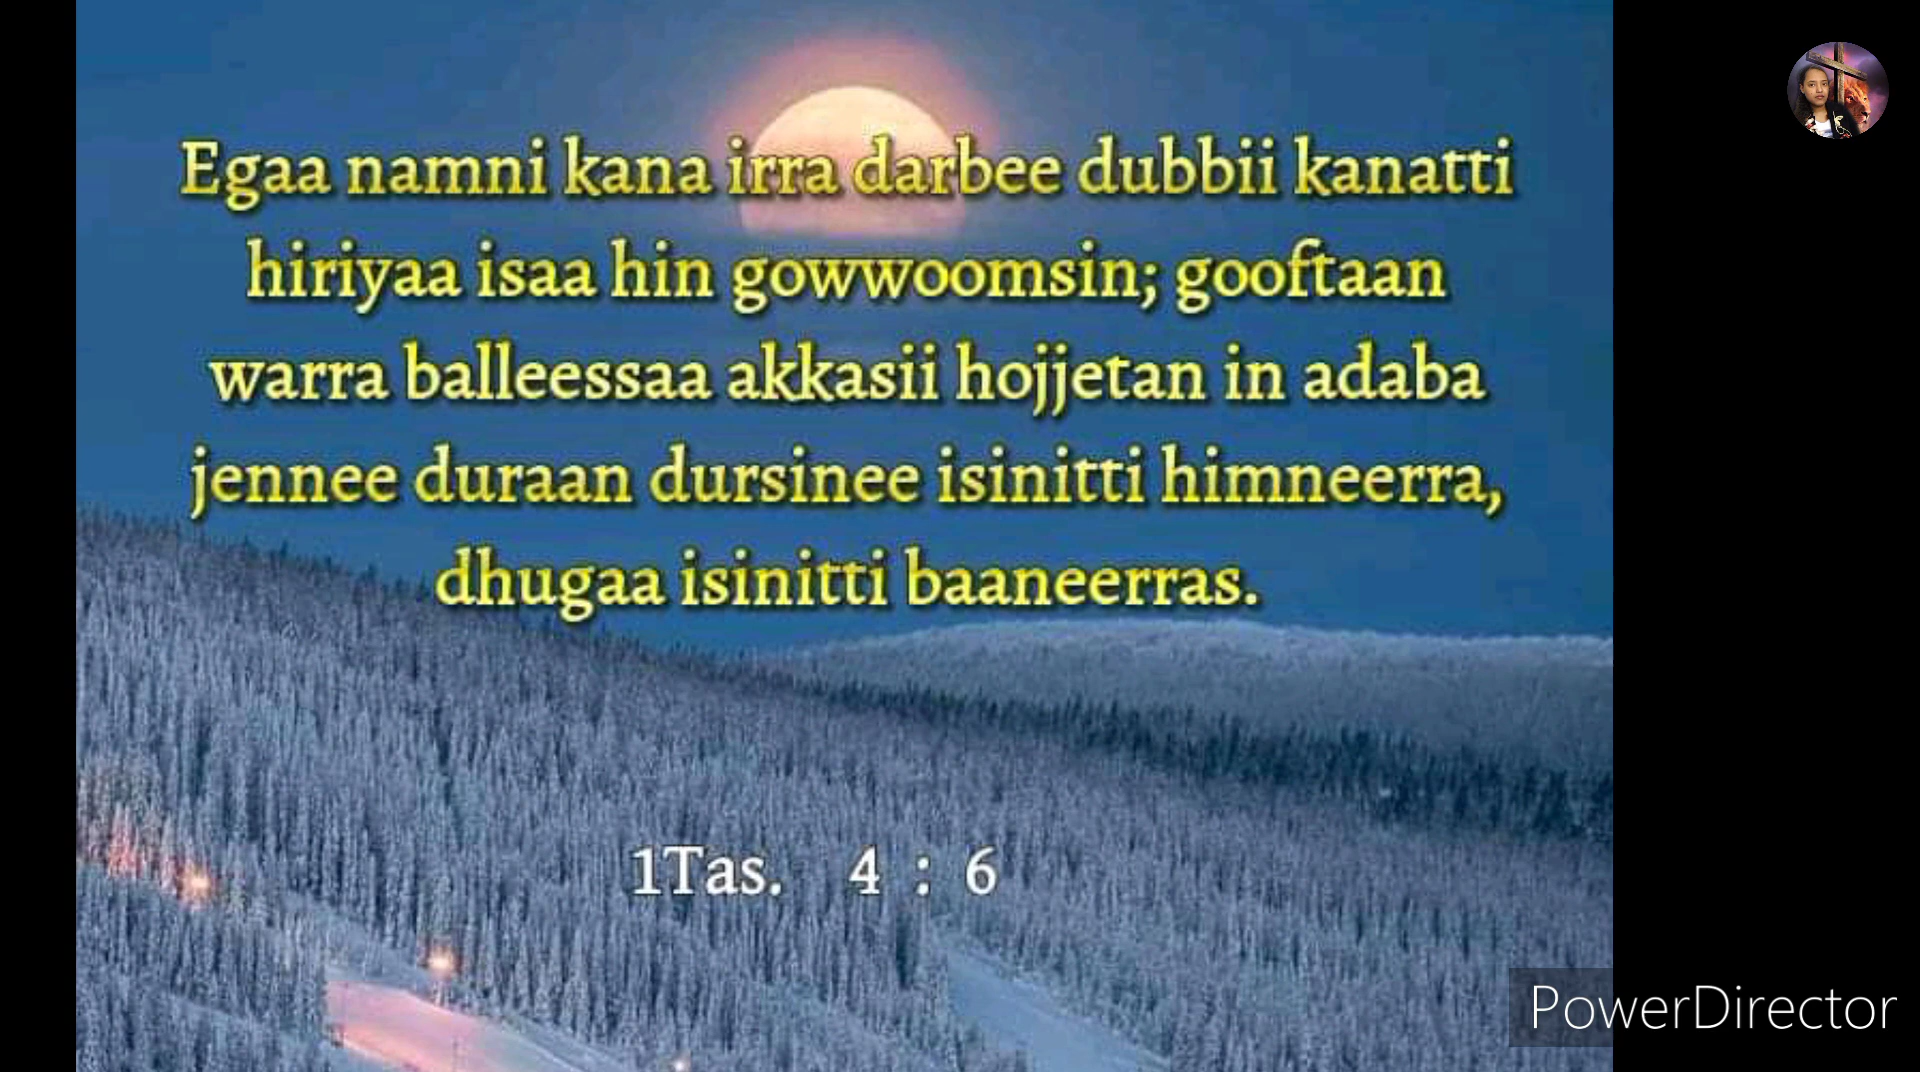 Egaa namni kana irra darbee dubbii kanatti
hiriyaa isaa hin gowwoomsin; gooftaan
warra balleessaa akkasii hojjetan in adaba
jennee duraan dursinee isinitti himneerra,
dhugaa isinitti baaneerras.
1Tas. 4 : 6
PowerDirector